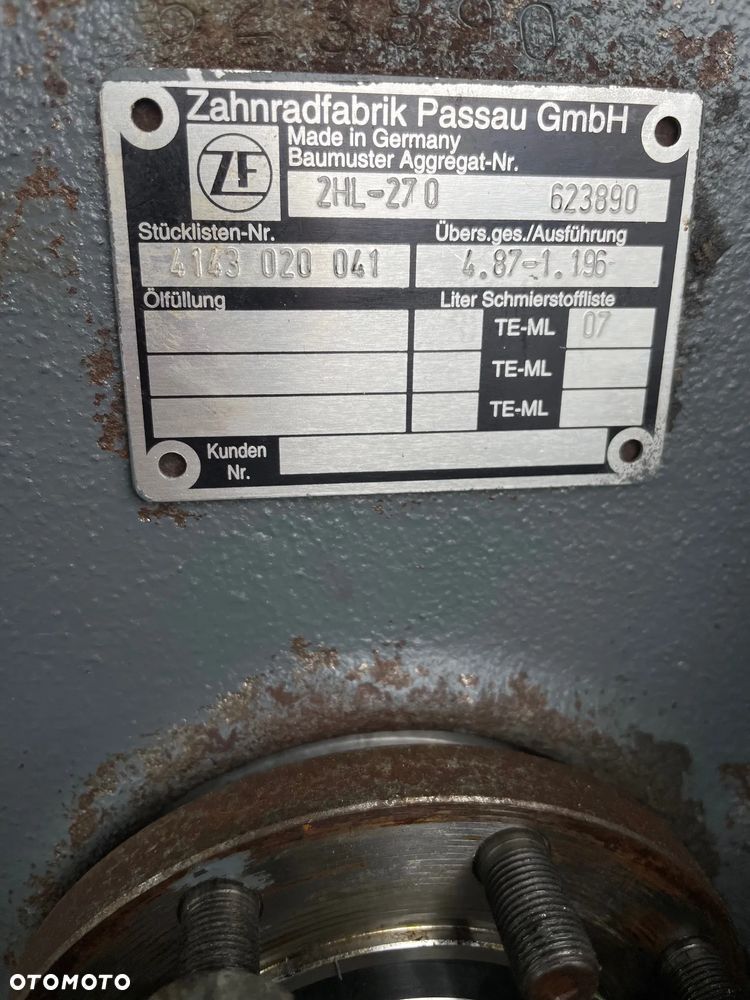 623890
Zahnradfabrik Passau GmbH
ZF
Made in Germany
Baumuster Aggregat-Nr.
2HL-270 623890
Stücklisten-Nr. Übers.ges./Ausführung
4143 020 041 4.87-1.196
Ölfüllung Liter Schmierstoffliste
TE-ML 07
TE-ML
TE-ML
Kunden
Nr.
OTOMOTO